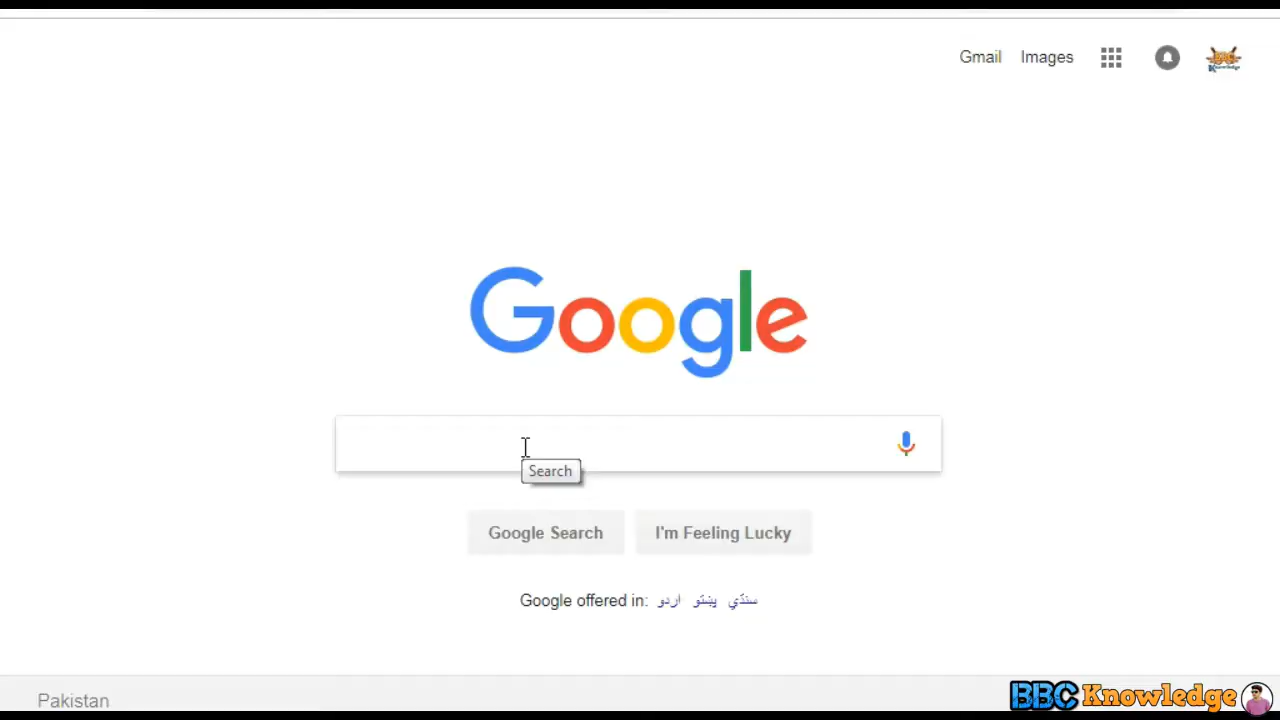 Gmail Images
Google
Search
Google Search I'm Feeling Lucky
Google offered in: اردو پښتو سنڌي
Pakistan
BBC Knowledge